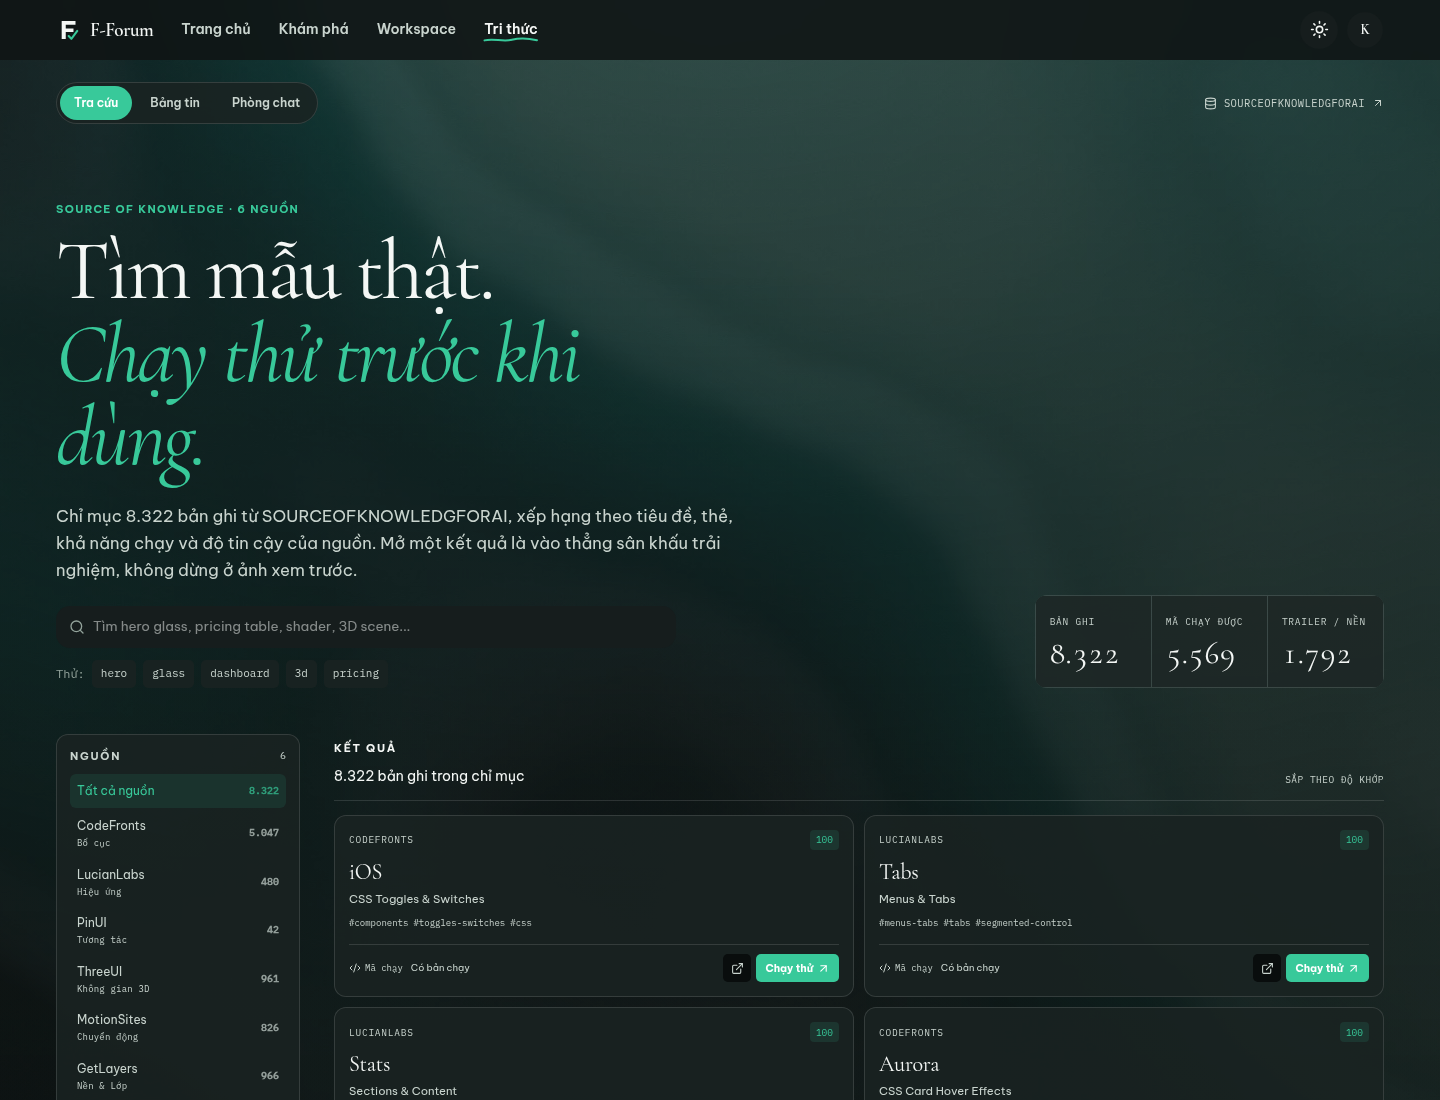 F-Forum
Trang chủ
Khám phá
Workspace
Tri thức
K
Tra cứu
Bảng tin
Phòng chat
SOURCEOFKNOWLEDGFORAI
SOURCE OF KNOWLEDGE · 6 NGUỒN
Tìm mẫu thật.
Chạy thử trước khi
dùng.
Chỉ mục 8.322 bản ghi từ SOURCEOFKNOWLEDGFORAI, xếp hạng theo tiêu đề, thẻ,
khả năng chạy và độ tin cậy của nguồn. Mở một kết quả là vào thẳng sân khấu trải
nghiệm, không dừng ở ảnh xem trước.
Tìm hero glass, pricing table, shader, 3D scene...
Thử:
hero
glass
dashboard
3d
pricing
BẢN GHI
8.322
MÃ CHẠY ĐƯỢC
5.569
TRAILER / NỀN
1.792
NGUỒN
6
Tất cả nguồn
8.322
CodeFronts
Bố cục
5.047
LucianLabs
Hiệu ứng
480
PinUI
Tương tác
42
ThreeUI
Không gian 3D
961
MotionSites
Chuyển động
826
GetLayers
Nền & Lớp
966
KẾT QUẢ
8.322 bản ghi trong chỉ mục
SẮP THEO ĐỘ KHỚP
CODEFRONTS
100
iOS
CSS Toggles & Switches
#components #toggles-switches #css
Mã chạy
Có bản chạy
Chạy thử
LUCIANLABS
100
Tabs
Menus & Tabs
#menus-tabs #tabs #segmented-control
Mã chạy
Có bản chạy
Chạy thử
LUCIANLABS
100
Stats
Sections & Content
CODEFRONTS
100
Aurora
CSS Card Hover Effects